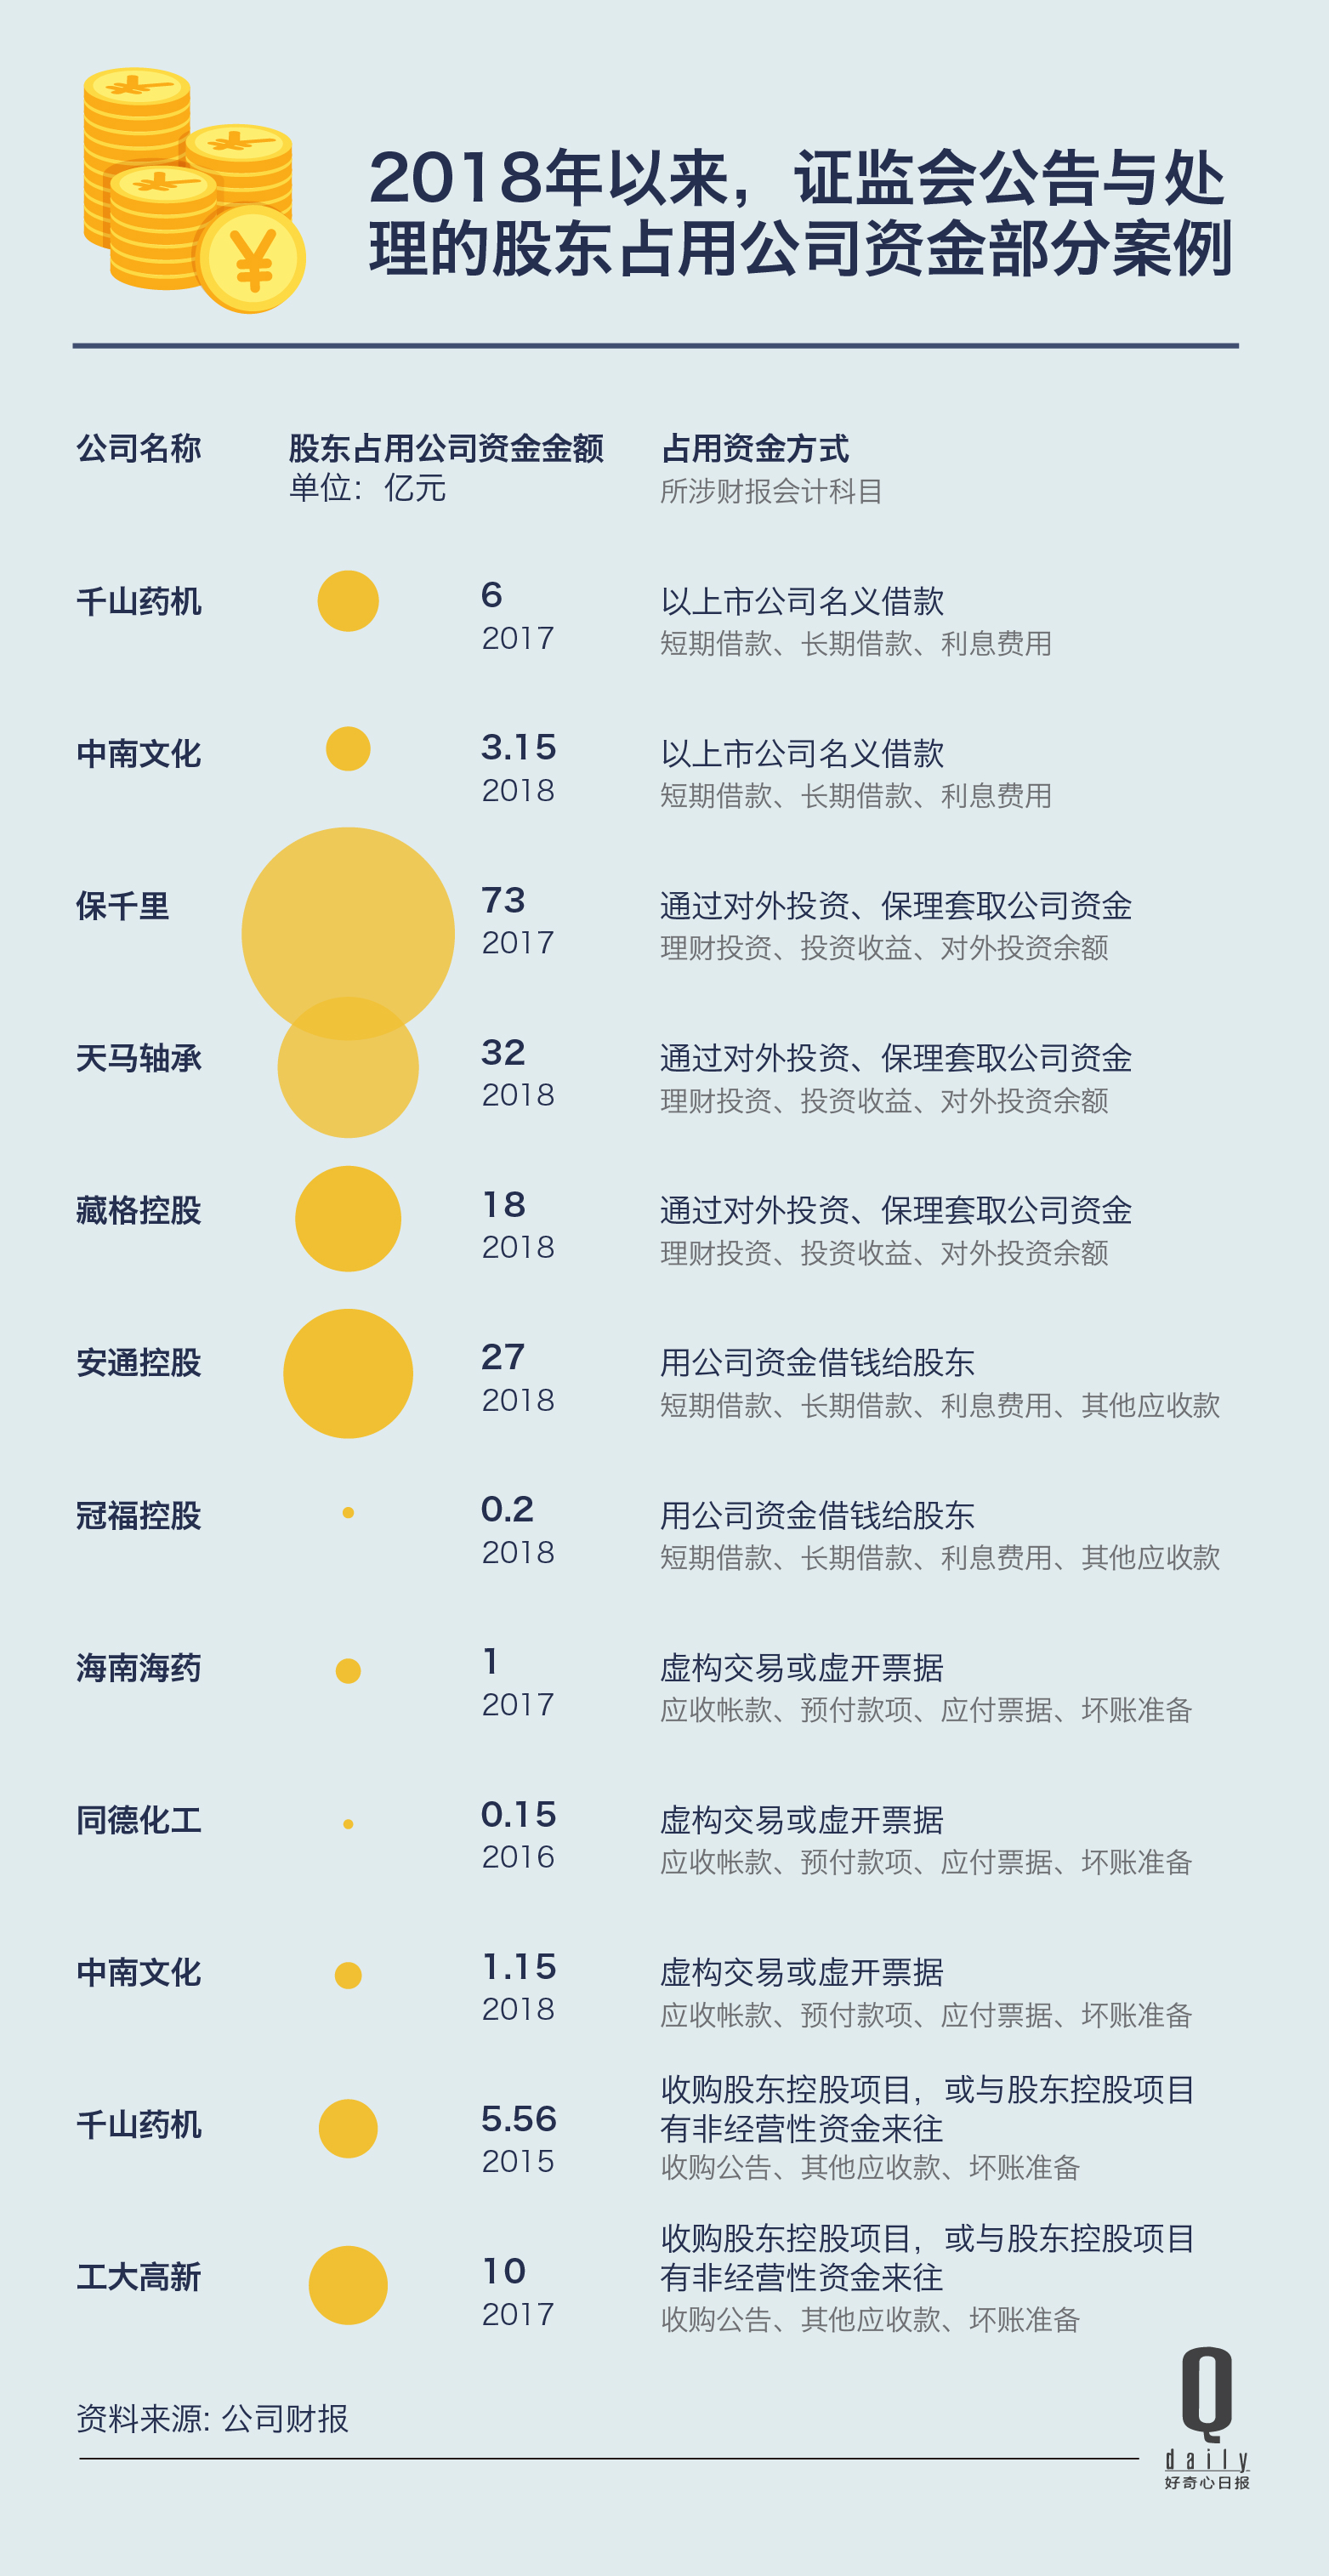 2018年以来，证监会公告与处
理的股东占用公司资金部分案例
¥
公司名称
股东占用公司资金金额
单位：亿元
占用资金方式
所涉财报会计科目
千山药机
6
2017
以上市公司名义借款
短期借款、长期借款、利息费用
中南文化
3.15
2018
以上市公司名义借款
短期借款、长期借款、利息费用
保千里
73
2017
通过对外投资、保理套取公司资金
理财投资、投资收益、对外投资余额
天马轴承
32
2018
通过对外投资、保理套取公司资金
理财投资、投资收益、对外投资余额
藏格控股
18
2018
通过对外投资、保理套取公司资金
理财投资、投资收益、对外投资余额
安通控股
27
2018
用公司资金借钱给股东
短期借款、长期借款、利息费用、其他应收款
冠福控股
0.2
2018
用公司资金借钱给股东
短期借款、长期借款、利息费用、其他应收款
海南海药
1
2017
虚构交易或虚开票据
应收帐款、预付款项、应付票据、坏账准备
同德化工
0.15
2016
虚构交易或虚开票据
应收帐款、预付款项、应付票据、坏账准备
中南文化
1.15
2018
虚构交易或虚开票据
应收帐款、预付款项、应付票据、坏账准备
千山药机
5.56
2015
收购股东控股项目，或与股东控股项目
有非经营性资金来往
收购公告、其他应收款、坏账准备
工大高新
10
2017
收购股东控股项目，或与股东控股项目
有非经营性资金来往
收购公告、其他应收款、坏账准备
资料来源: 公司财报
Q
daily
好奇心日报